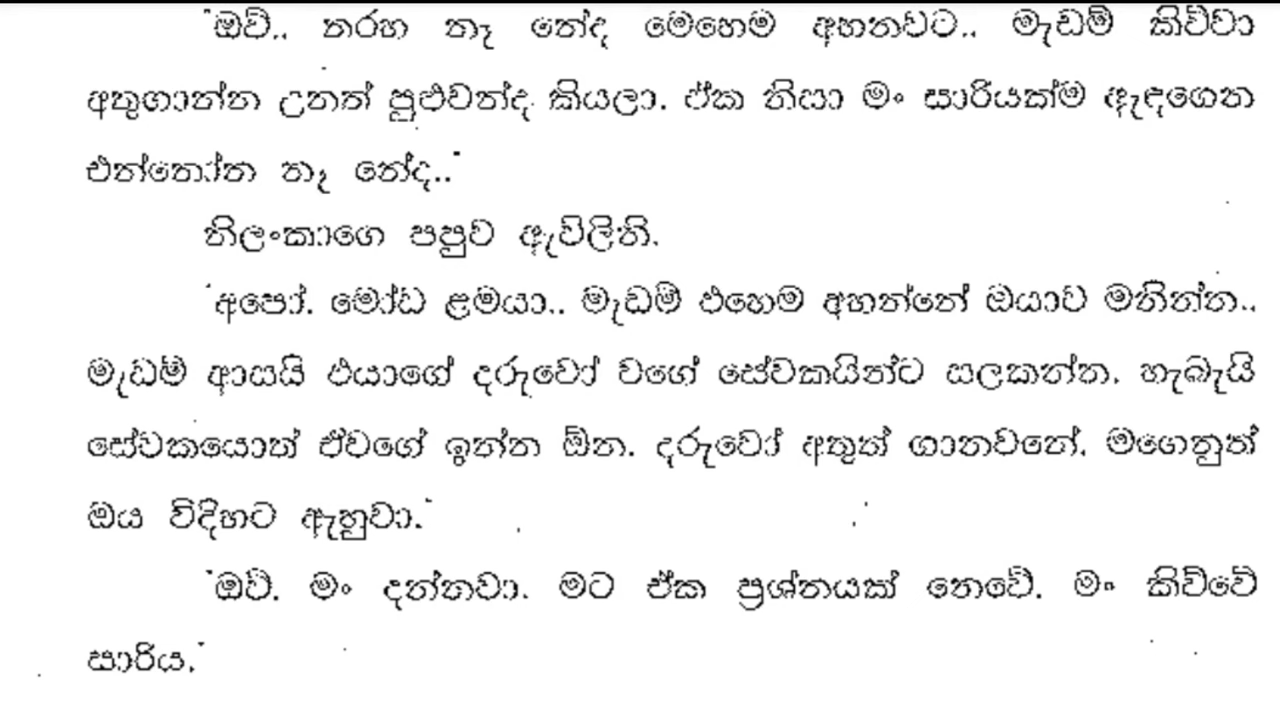 'ඔව්.. තරහ නෑ නේද මෙහෙම අහනවට.. මැඩම් කිව්වා
අතුගාන්න උනත් පුළුවන්ද කියලා. ඒක නිසා මං සාරියක්ම ඇඳගෙන
එන්නෝන නෑ නේද..'
නිලංකාගෙ පපුව ඇවිලිනි.
'අපෝ. මෝඩ ළමයා.. මැඩම් එහෙම අහන්නේ ඔයාව මනින්න..
මැඩම් ආසයි එයාගේ දරුවෝ වගේ සේවකයින්ට සලකන්න. හැබැයි
සේවකයොත් ඒවගේ ඉන්න ඕන. දරුවෝ අතුත් ගානවනේ. මගෙනුත්
ඔය විදිහට ඇහුවා.'
'ඔව්. මං දන්නවා. මට ඒක ප්‍රශ්නයක් නෙවේ. මං කිව්වේ
සාරිය.'